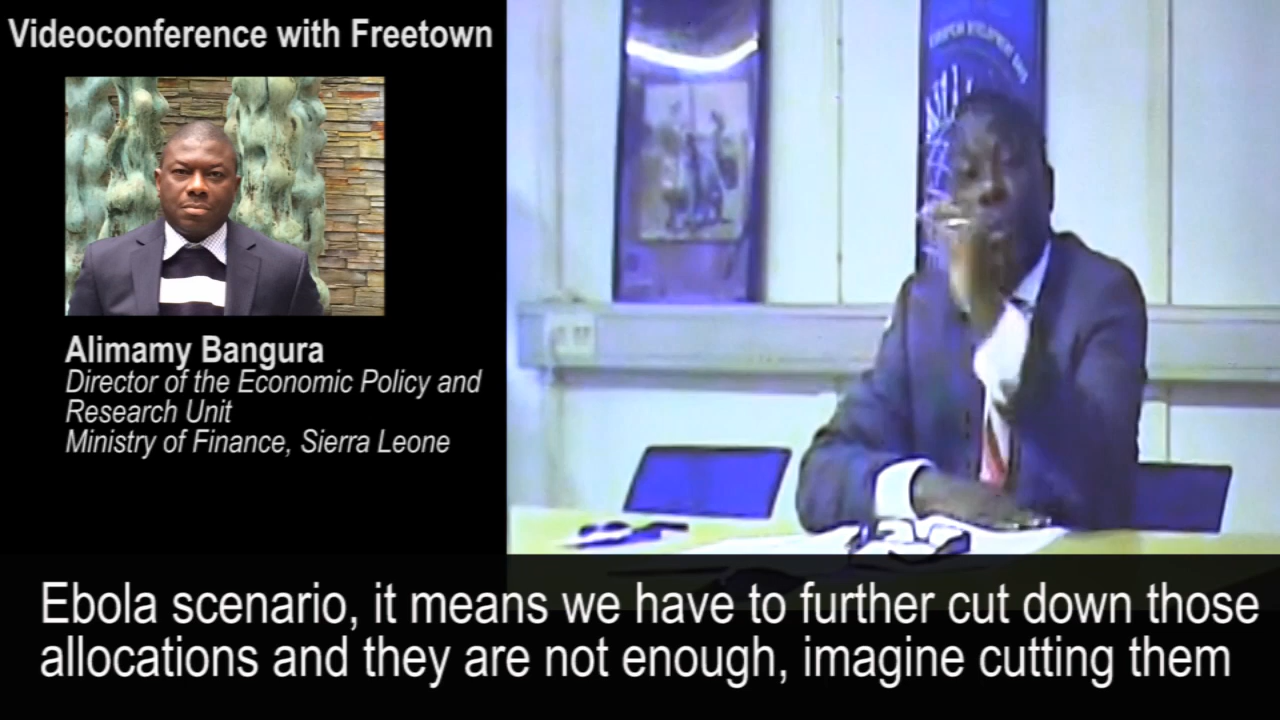 Videoconference with Freetown
Alimamy Bangura
Director of the Economic Policy and
Research Unit
Ministry of Finance, Sierra Leone
Ebola scenario, it means we have to further cut down those
allocations and they are not enough, imagine cutting them